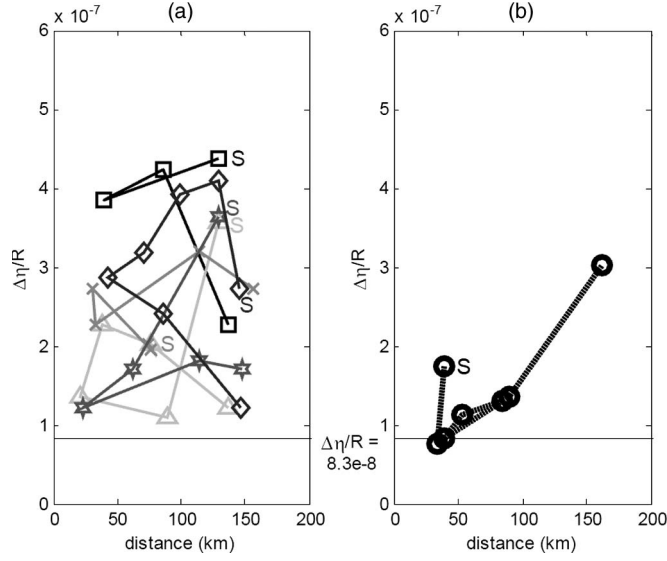 (a)
(b)
x 10⁻⁷
x 10⁻⁷
6
5
4
3
2
1
0
Δη/R
S
S
S
S
S
0
50
100
150
200
distance (km)
Δη/R =
8.3e-8
6
5
4
3
2
1
0
Δη/R
S
0
50
100
150
200
distance (km)